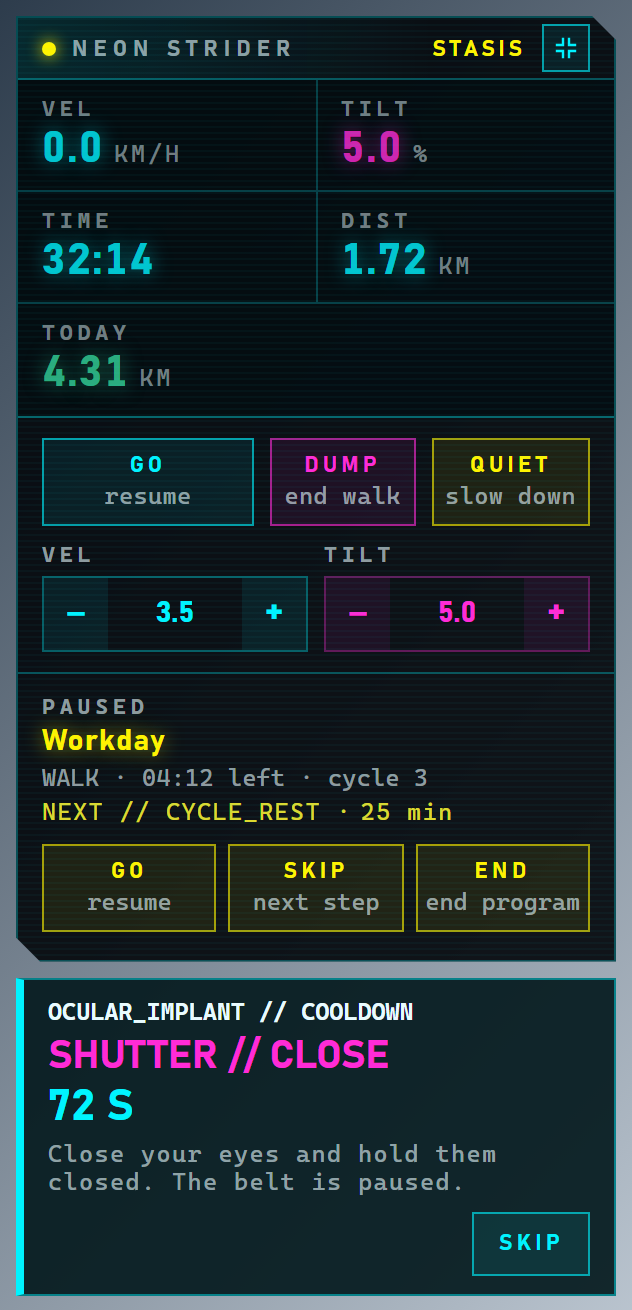 NEON STRIDER STASIS
VEL TILT
0.0 KM/H 5.0 %
TIME DIST
32:14 1.72 KM
TODAY
4.31 KM
GO DUMP QUIET
resume end walk slow down
VEL TILT
– 3.5 + – 5.0 +
PAUSED
Workday
WALK · 04:12 left · cycle 3
NEXT // CYCLE_REST · 25 min
GO SKIP END
resume next step end program
OCULAR_IMPLANT // COOLDOWN
SHUTTER // CLOSE
72 S
Close your eyes and hold them
closed. The belt is paused.
SKIP